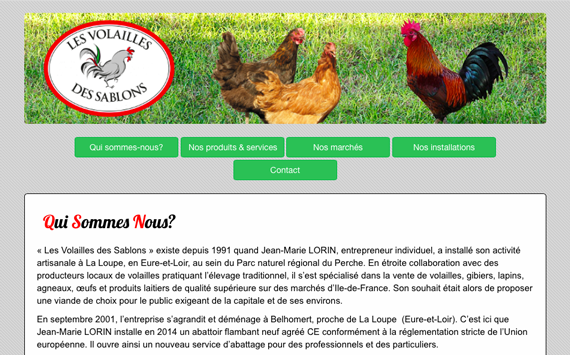 LES VOLAILLES
DES SABLONS
Qui sommes-nous?
Nos produits & services
Nos marchés
Nos installations
Contact
Qui Sommes Nous?
« Les Volailles des Sablons » existe depuis 1991 quand Jean-Marie LORIN, entrepreneur individuel, a installé son activité
artisanale à La Loupe, en Eure-et-Loir, au sein du Parc naturel régional du Perche. En étroite collaboration avec des
producteurs locaux de volailles pratiquant l’élevage traditionnel, il s’est spécialisé dans la vente de volailles, gibiers, lapins,
agneaux, œufs et produits laitiers de qualité supérieure sur des marchés d’Ile-de-France. Son souhait était alors de proposer
une viande de choix pour le public exigeant de la capitale et de ses environs.
En septembre 2001, l’entreprise s’agrandit et déménage à Belhomert, proche de La Loupe (Eure-et-Loir). C’est ici que
Jean-Marie LORIN installe en 2014 un abattoir flambant neuf agréé CE conformément à la réglementation stricte de l’Union
européenne. Il ouvre ainsi un nouveau service d’abattage pour des professionnels et des particuliers.